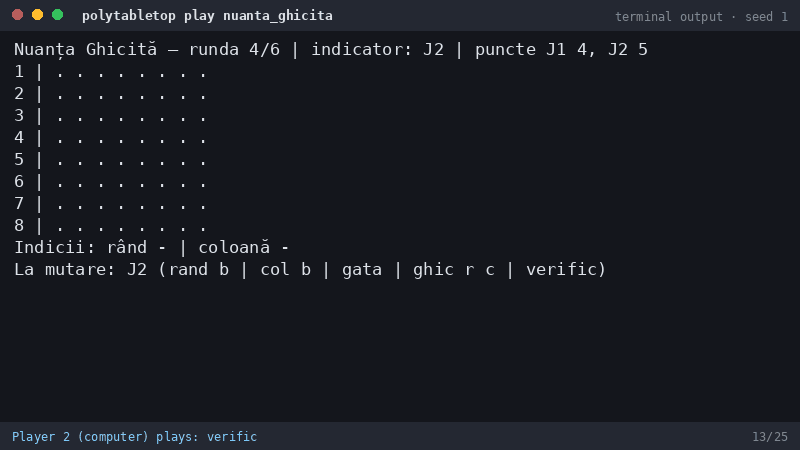 polytabletop play nuanta_ghicita
terminal output · seed 1
Nuanța Ghicită — runda 4/6 | indicator: J2 | puncte J1 4, J2 5
1 | . . . . . . . .
2 | . . . . . . . .
3 | . . . . . . . .
4 | . . . . . . . .
5 | . . . . . . . .
6 | . . . . . . . .
7 | . . . . . . . .
8 | . . . . . . . .
Indicii: rând - | coloană -
La mutare: J2 (rand b | col b | gata | ghic r c | verific)
Player 2 (computer) plays: verific
13/25